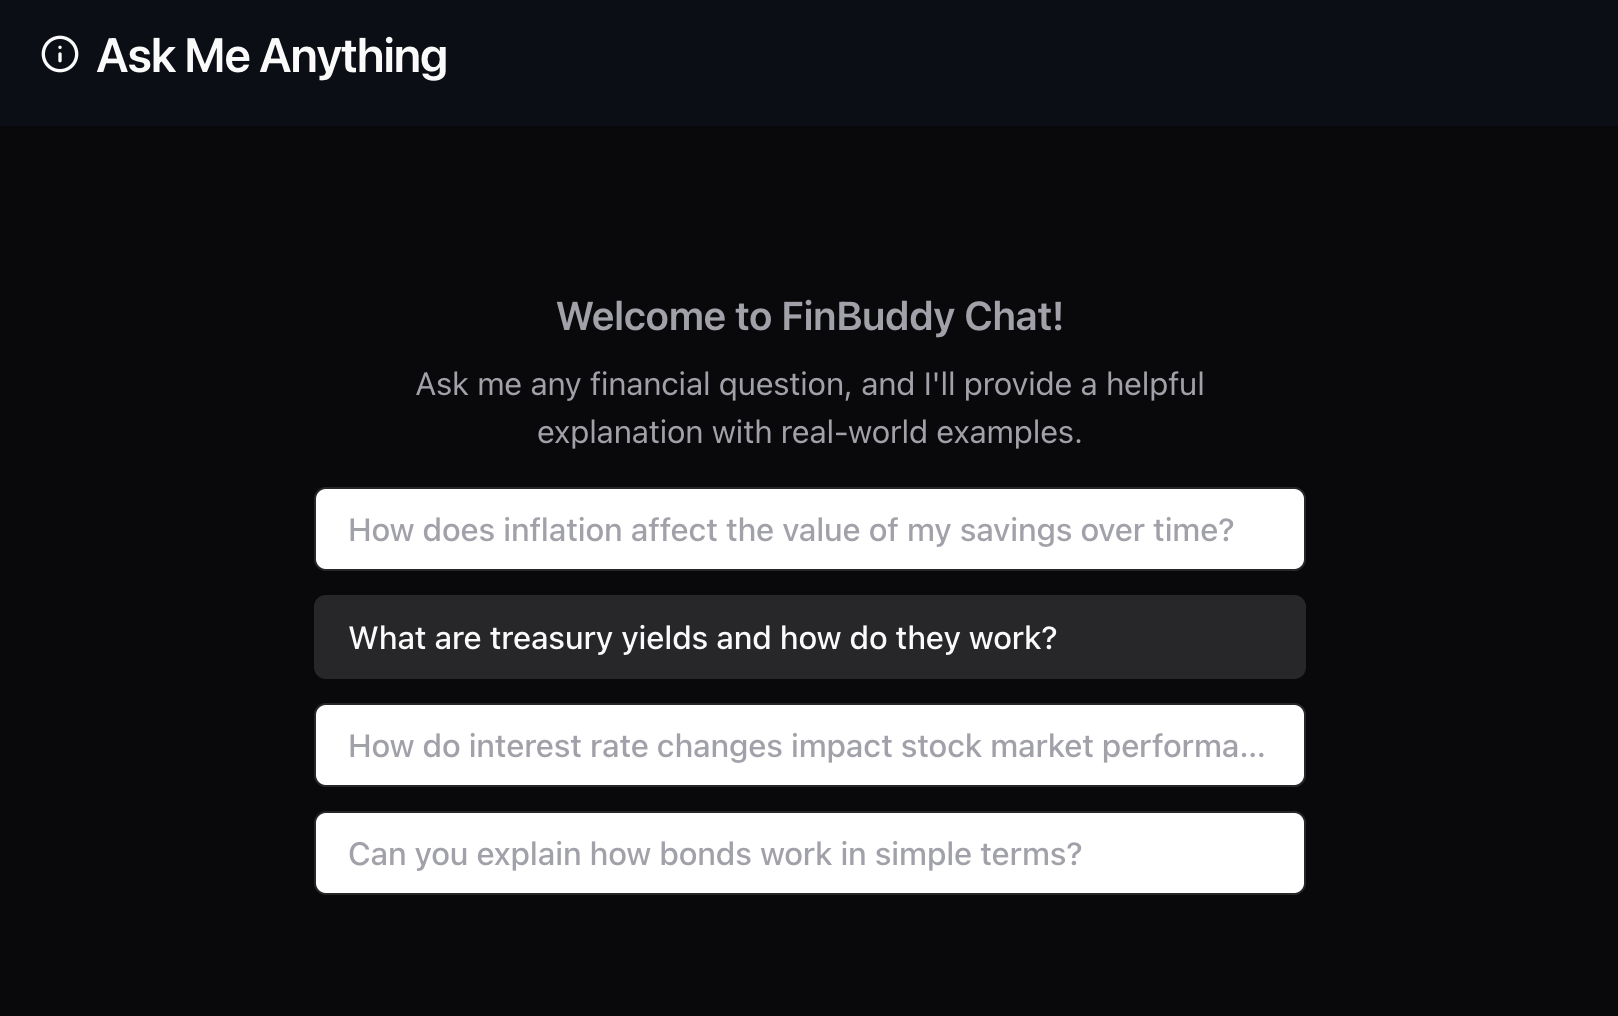 Ask Me Anything
Welcome to FinBuddy Chat!
Ask me any financial question, and I'll provide a helpful
explanation with real-world examples.
How does inflation affect the value of my savings over time?
What are treasury yields and how do they work?
How do interest rate changes impact stock market performa...
Can you explain how bonds work in simple terms?